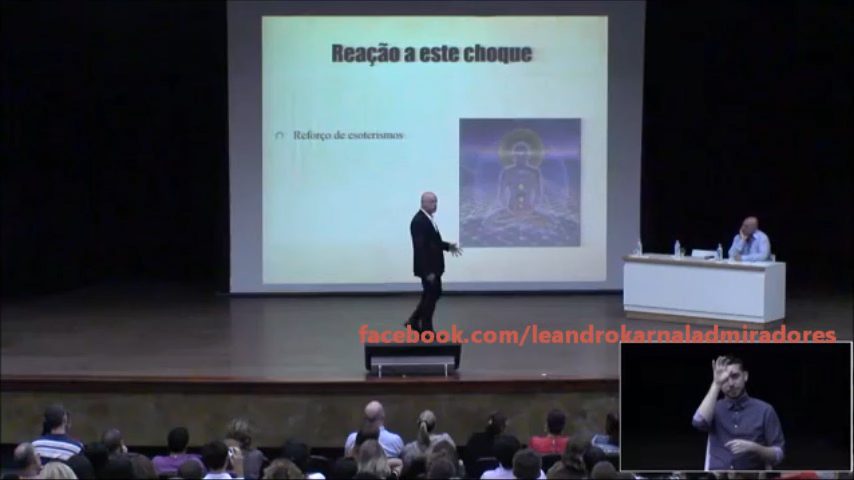 Reação a este choque
Reforço de esoterismos
facebook.com/leandrokarnaladmiradores